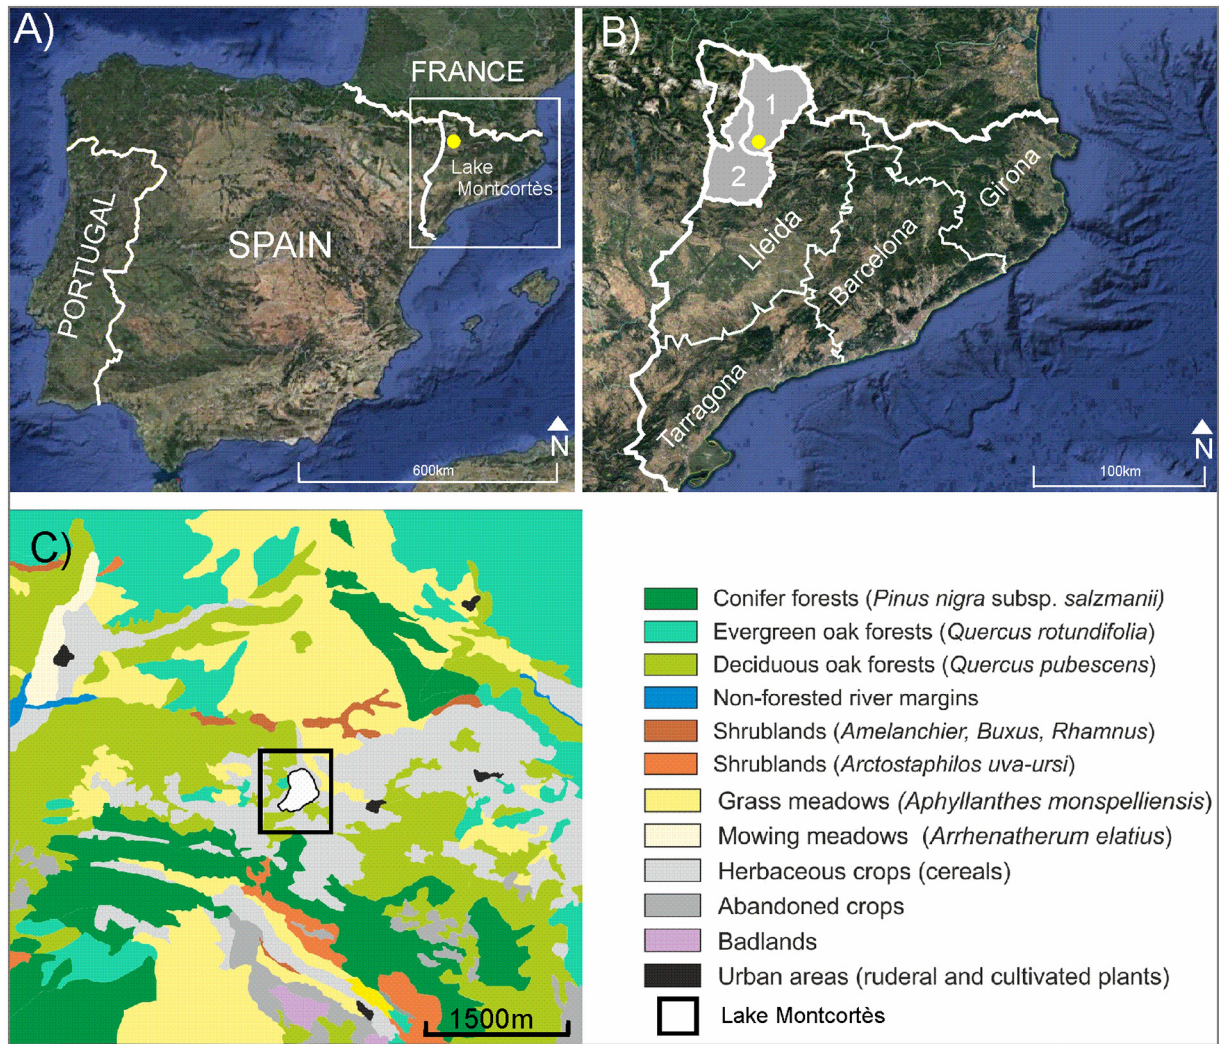 A)
FRANCE
Lake
Montcortès
PORTUGAL
SPAIN
N
600km
B)
1
2
Lleida
Barcelona
Girona
Tarragona
N
100km
C)
1500m
Conifer forests (Pinus nigra subsp. salzmanii)
Evergreen oak forests (Quercus rotundifolia)
Deciduous oak forests (Quercus pubescens)
Non-forested river margins
Shrublands (Amelanchier, Buxus, Rhamnus)
Shrublands (Arctostaphilos uva-ursi)
Grass meadows (Aphyllanthes monspelliensis)
Mowing meadows (Arrhenatherum elatius)
Herbaceous crops (cereals)
Abandoned crops
Badlands
Urban areas (ruderal and cultivated plants)
Lake Montcortès